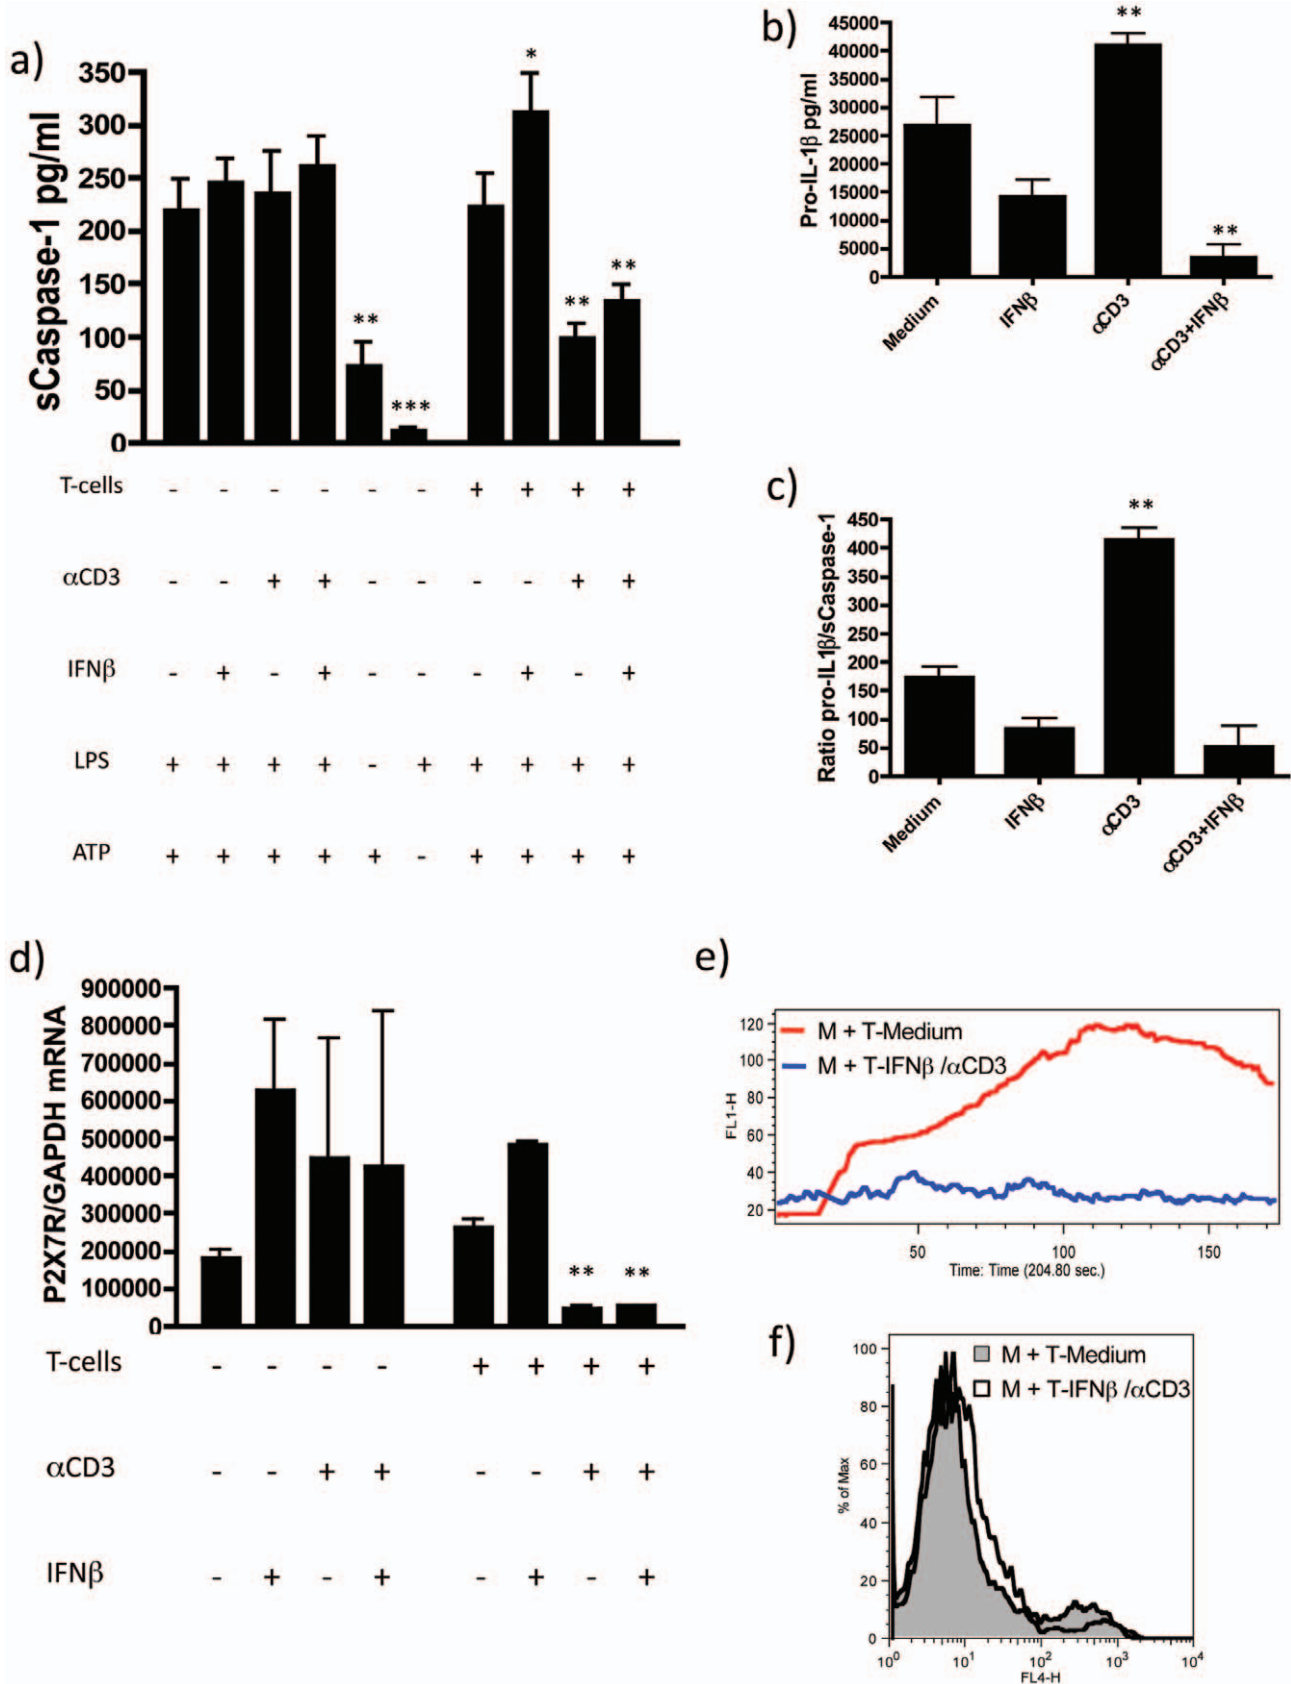 a)
sCaspase-1 pg/ml
350
300
250
200
150
100
50
0
** *** * ** **
T-cells - - - - - - + + + +
αCD3 - - + + - - - - + +
IFNβ - + - + - - - + - +
LPS + + + + - + + + + +
ATP + + + + + - + + + +
b)
Pro-IL-1β pg/ml
45000
40000
35000
30000
25000
20000
15000
10000
5000
0
** **
Medium IFNβ αCD3 αCD3+IFNβ
c)
Ratio pro-IL1β/sCaspase-1
450
400
350
300
250
200
150
100
50
0
**
Medium IFNβ αCD3 αCD3+IFNβ
d)
P2X7R/GAPDH mRNA
900000
800000
700000
600000
500000
400000
300000
200000
100000
0
** **
T-cells - - - - + + + +
αCD3 - - + + - - + +
IFNβ - + - + - + - +
e)
M + T-Medium
M + T-IFNβ /αCD3
FL1-H
120
100
80
60
40
20
50 100 150
Time: Time (204.80 sec.)
f)
M + T-Medium
M + T-IFNβ /αCD3
% of Max
100
80
60
40
20
0
10⁰ 10¹ 10² 10³ 10⁴
FL4-H